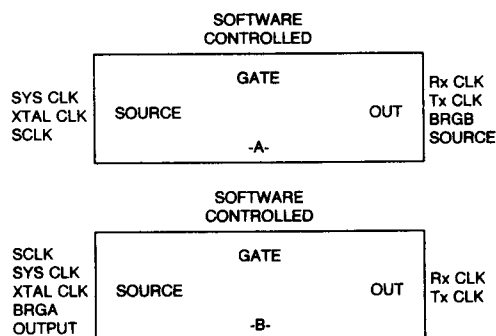 SOFTWARE
CONTROLLED
GATE
SYS CLK
XTAL CLK
SCLK
SOURCE
OUT
Rx CLK
Tx CLK
BRGB
SOURCE
-A-
SOFTWARE
CONTROLLED
GATE
SCLK
SYS CLK
XTAL CLK
BRGA
OUTPUT
SOURCE
OUT
Rx CLK
Tx CLK
-B-